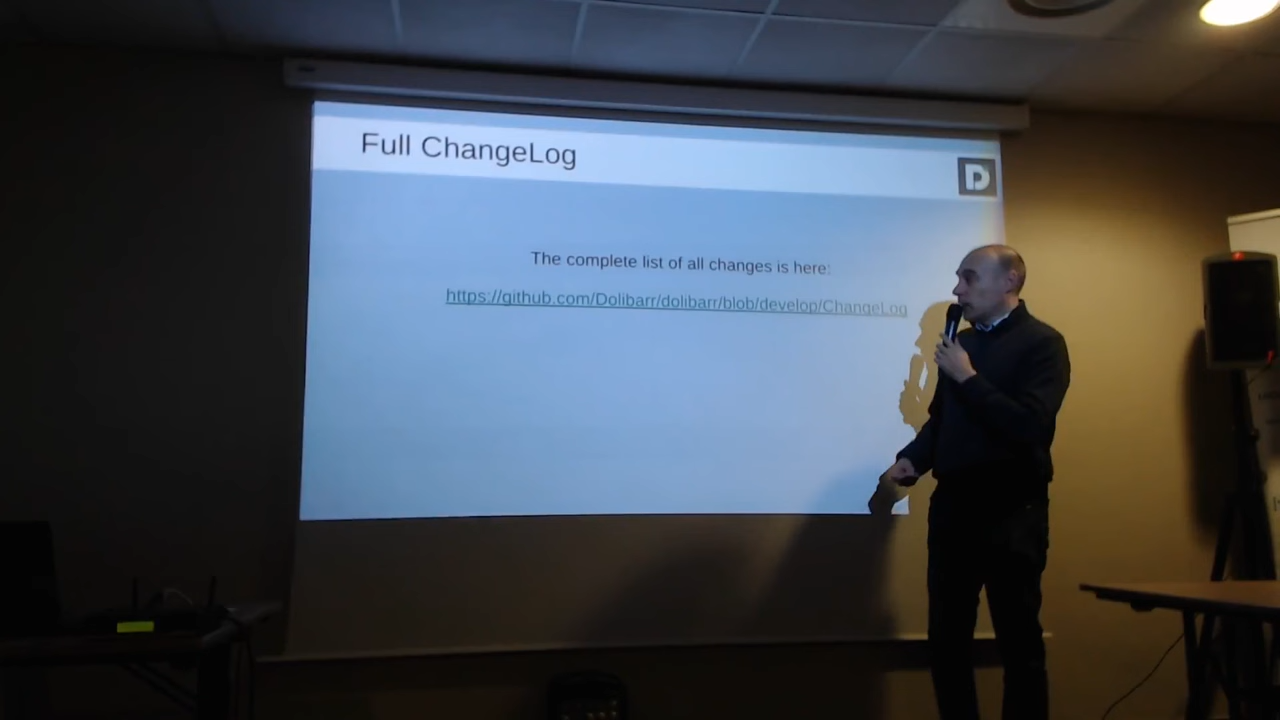 Full ChangeLog
D
The complete list of all changes is here:
https://github.com/Dolibarr/dolibarr/blob/develop/ChangeLog